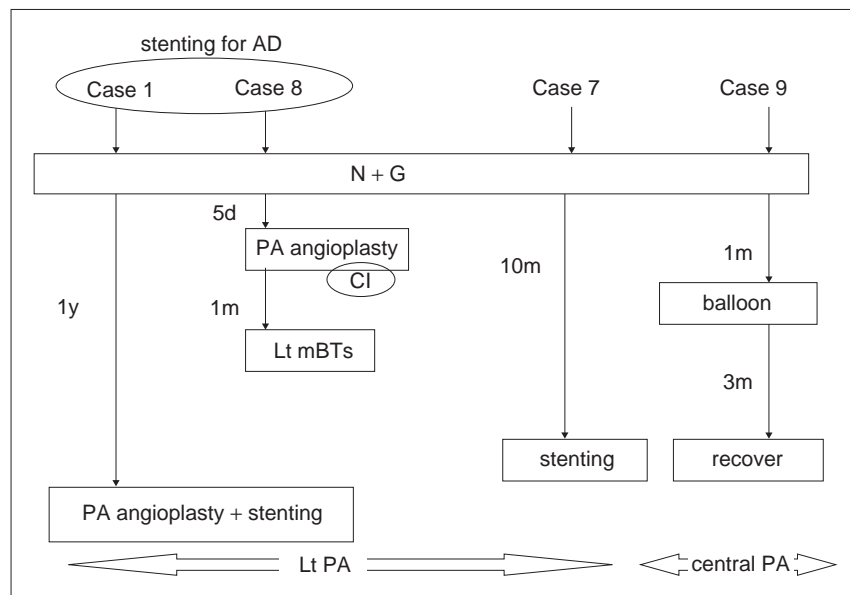 stenting for AD
Case 1 Case 8 Case 7 Case 9
N + G
5d
PA angioplasty
CI
1m
10m
1y
1m
balloon
Lt mBTs
3m
stenting
recover
PA angioplasty + stenting
Lt PA
central PA